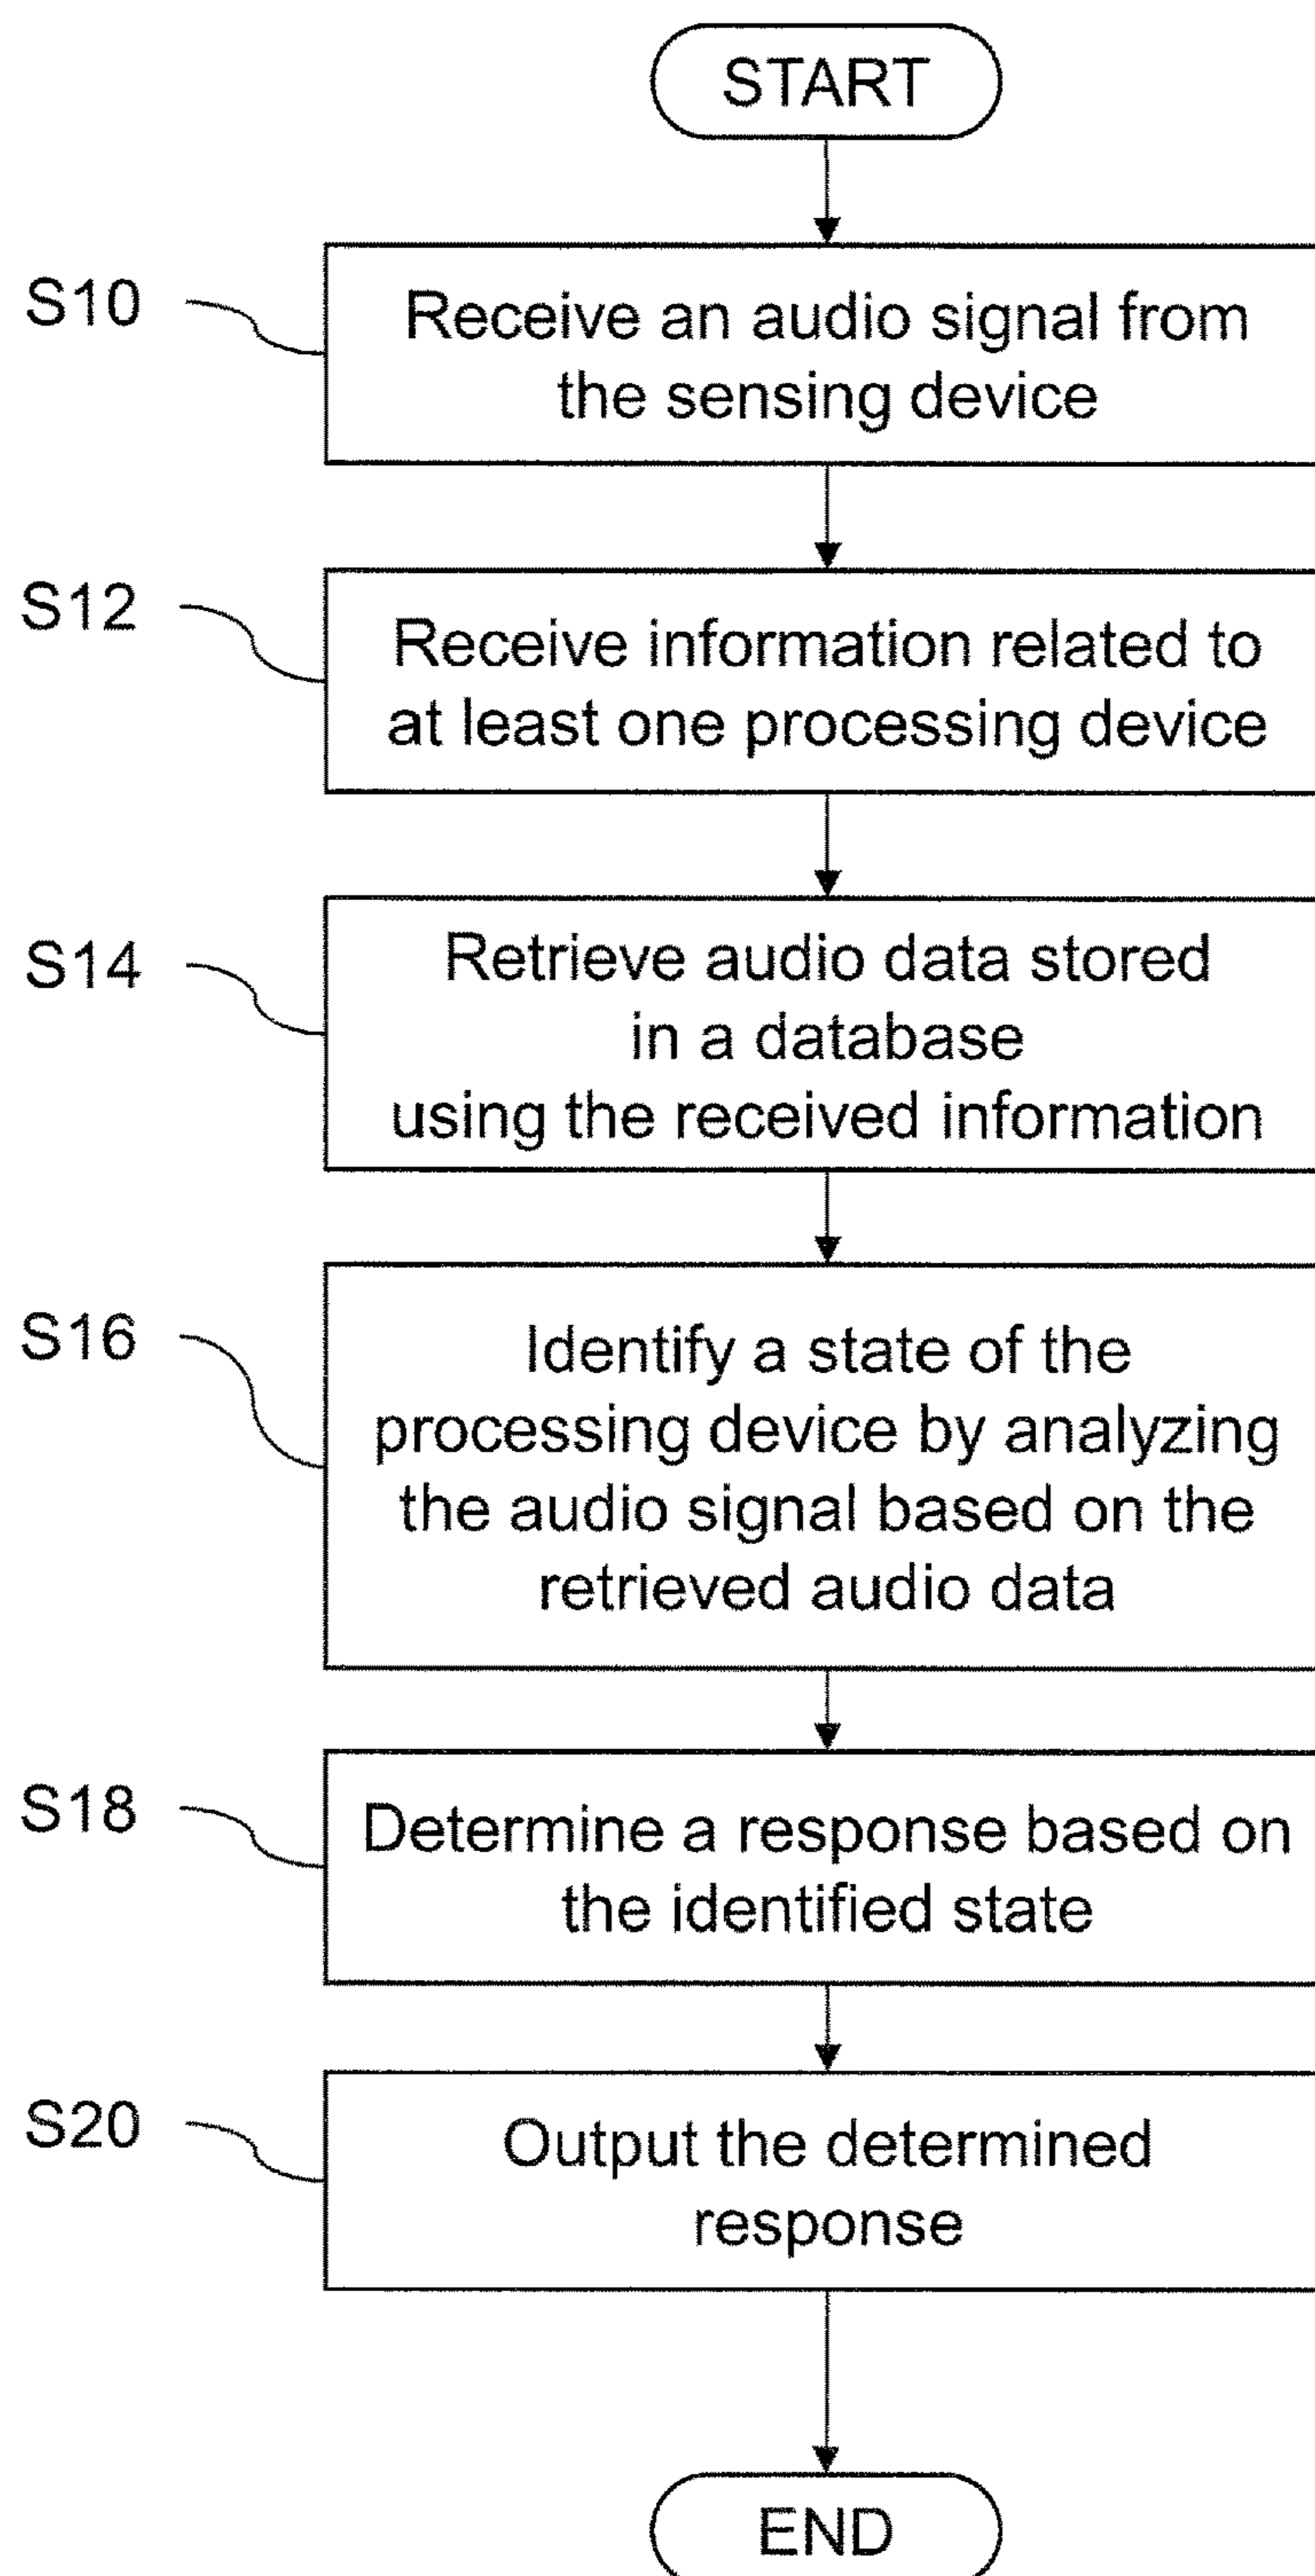 START
S10
Receive an audio signal from
the sensing device
S12
Receive information related to
at least one processing device
S14
Retrieve audio data stored
in a database
using the received information
S16
Identify a state of the
processing device by analyzing
the audio signal based on the
retrieved audio data
S18
Determine a response based on
the identified state
S20
Output the determined
response
END